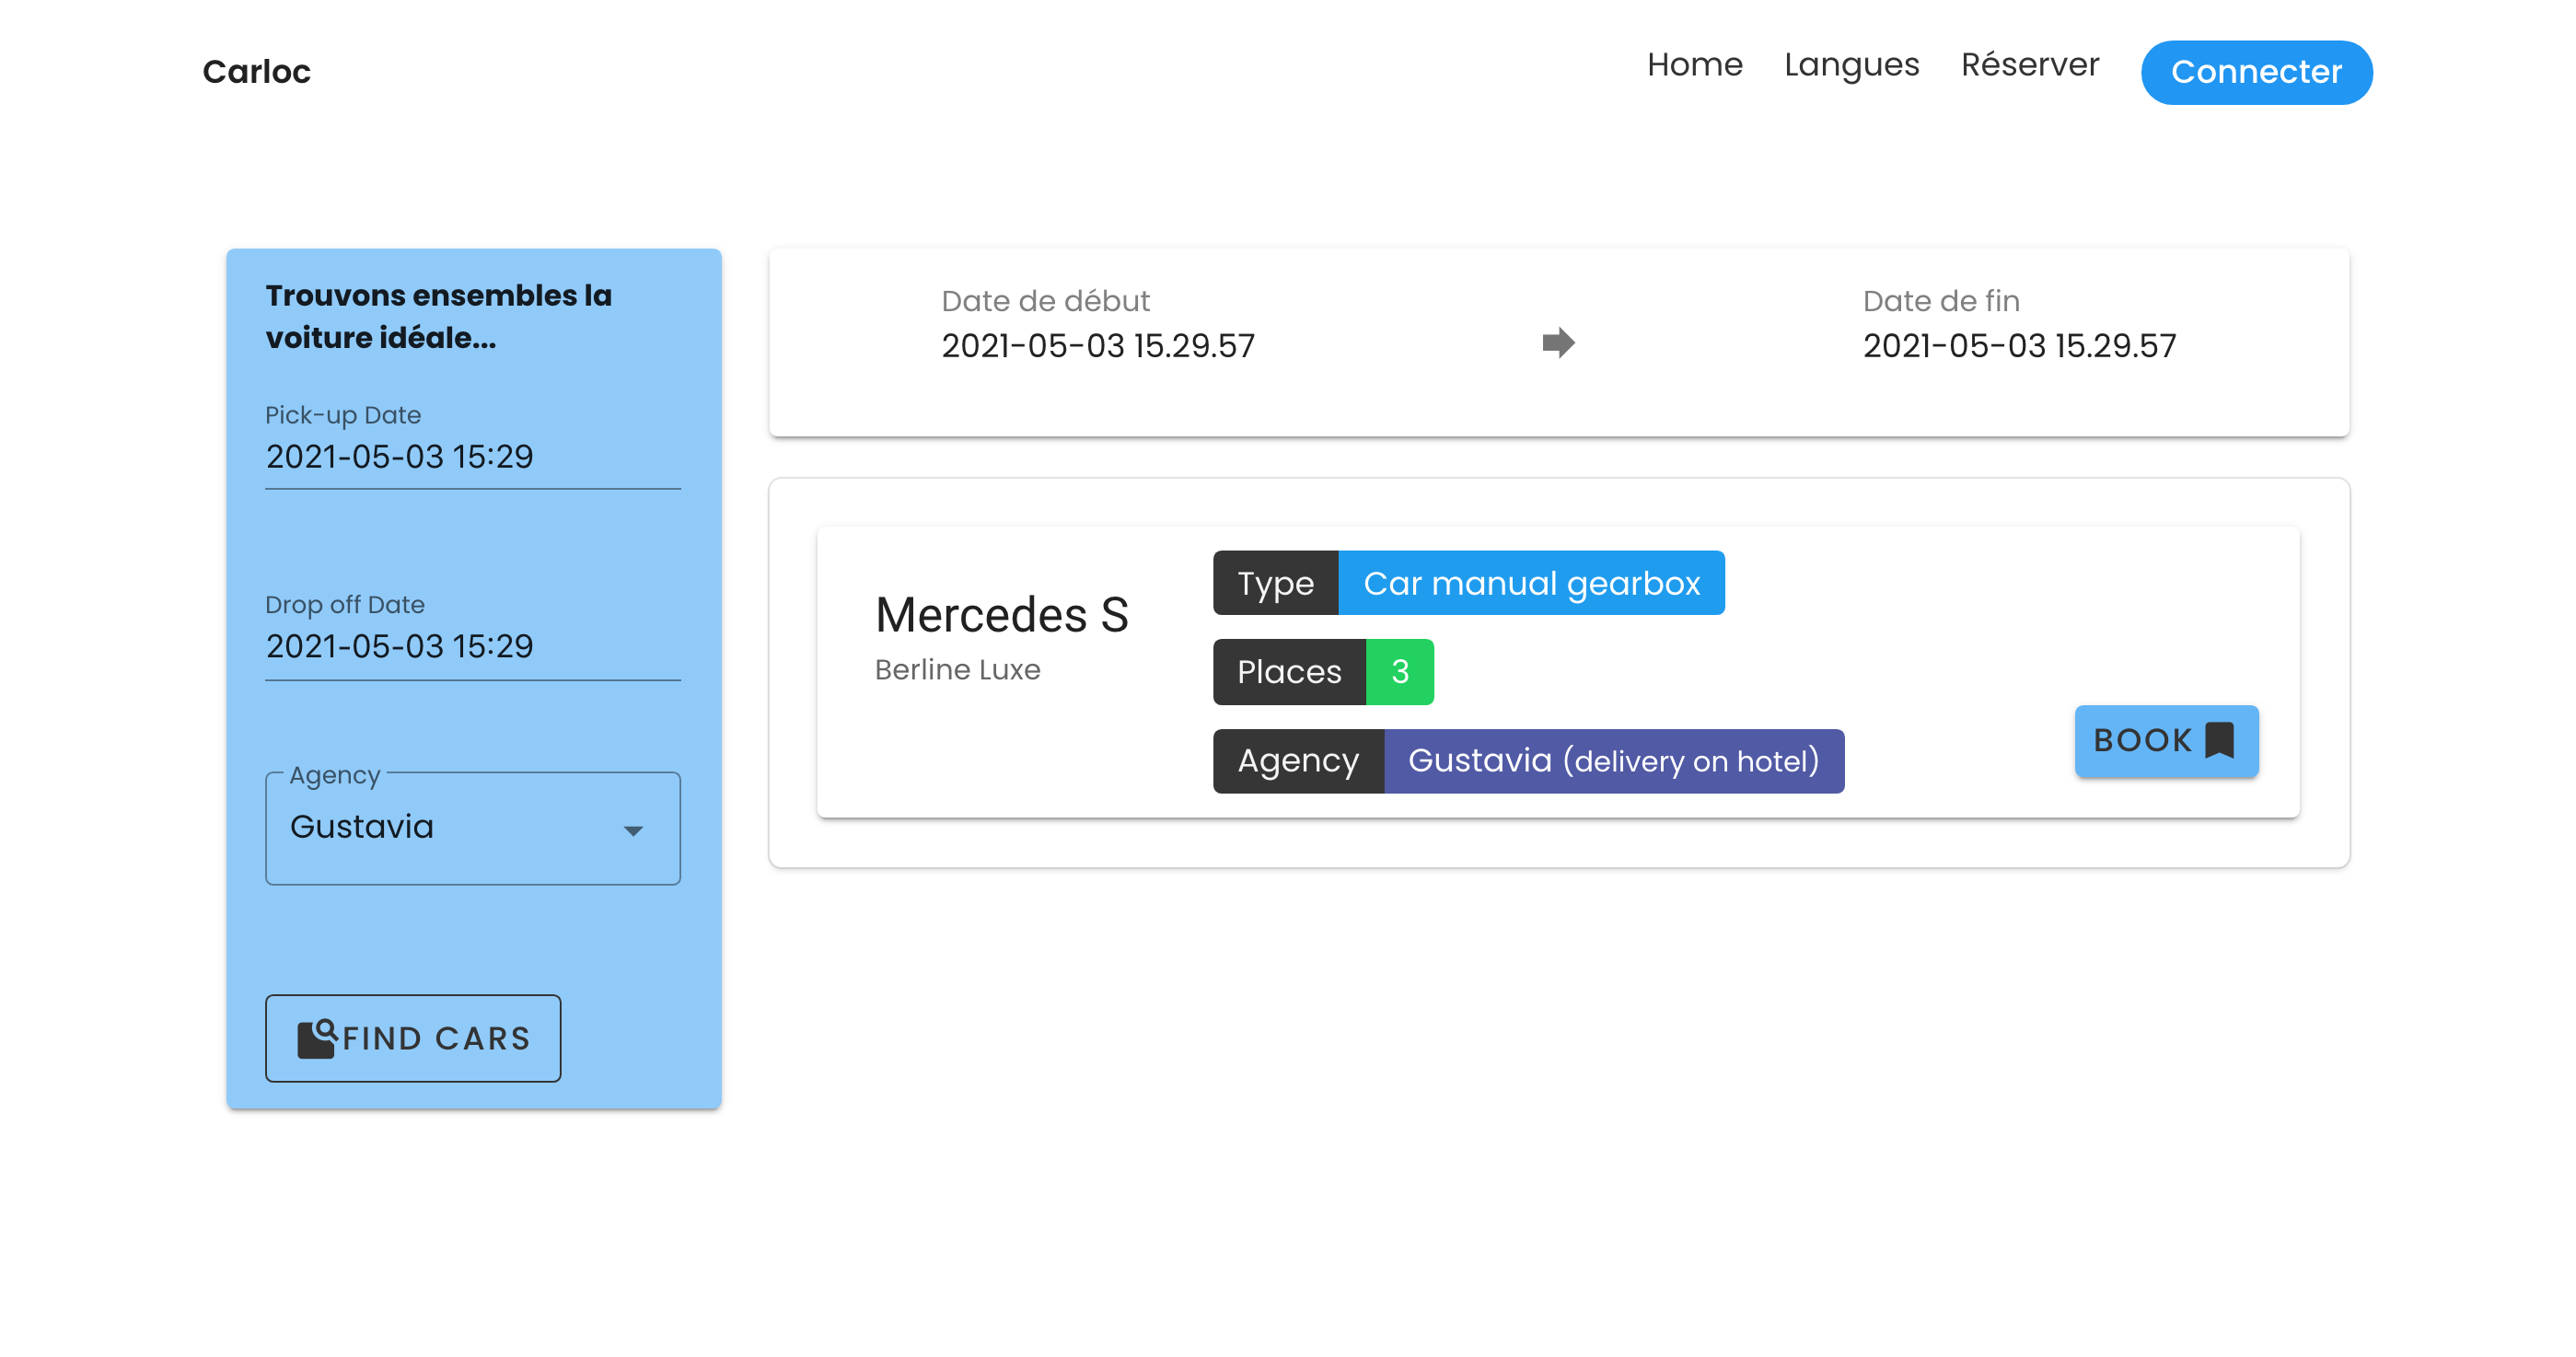 Carloc
Home Langues Réserver Connecter
Trouvons ensembles la
voiture idéale...
Pick-up Date
2021-05-03 15:29
Drop off Date
2021-05-03 15:29
Agency
Gustavia
FIND CARS
Date de début
2021-05-03 15.29.57
Date de fin
2021-05-03 15.29.57
Mercedes S
Berline Luxe
Type Car manual gearbox
Places 3
Agency Gustavia (delivery on hotel)
BOOK